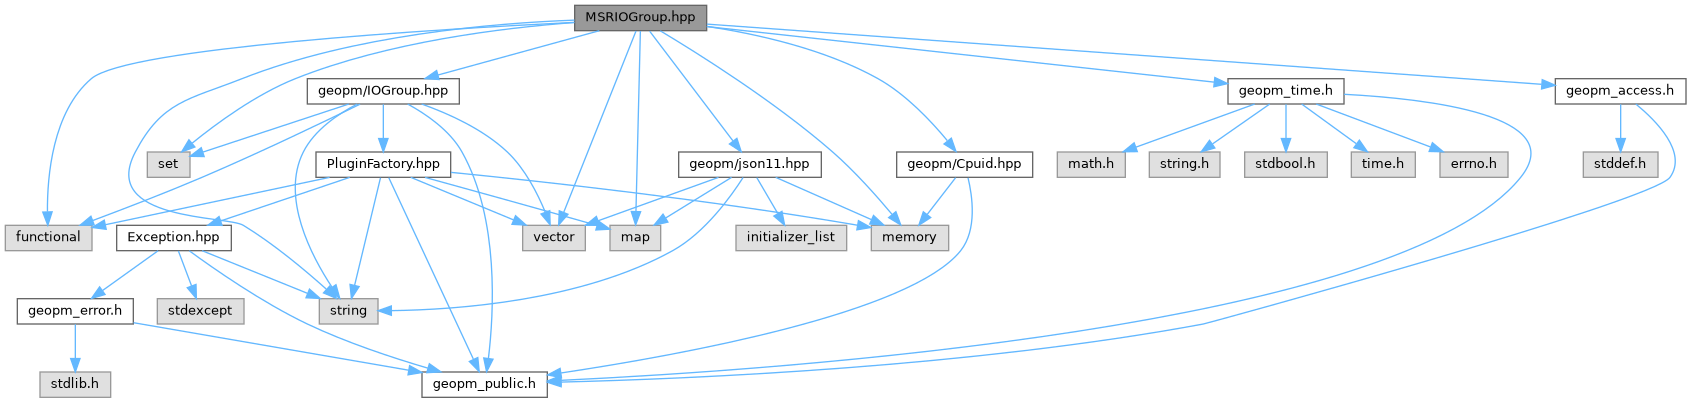 MSRIOGroup.hpp
geopm/IOGroup.hpp
geopm_time.h
geopm_access.h
set
PluginFactory.hpp
geopm/json11.hpp
geopm/Cpuid.hpp
math.h
string.h
stdbool.h
time.h
errno.h
stddef.h
functional
Exception.hpp
vector
map
initializer_list
memory
geopm_error.h
stdexcept
string
stdlib.h
geopm_public.h